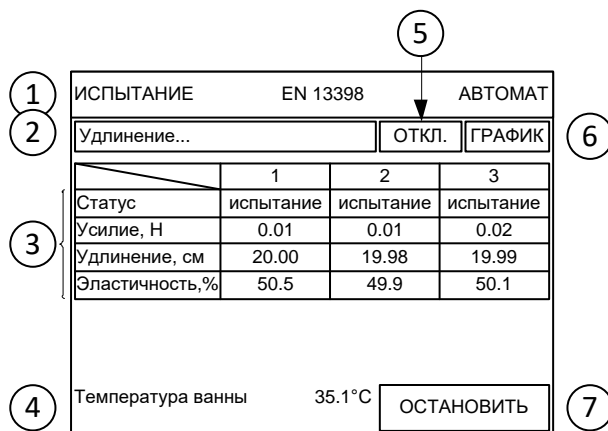 5
1 ИСПЫТАНИЕ EN 13398 АВТОМАТ
2 Удлинение... ОТКЛ. ГРАФИК 6
1 2 3
Статус испытание испытание испытание
Усилие, Н 0.01 0.01 0.02
3 Удлинение, см 20.00 19.98 19.99
Эластичность,% 50.5 49.9 50.1
4 Температура ванны 35.1°C ОСТАНОВИТЬ 7